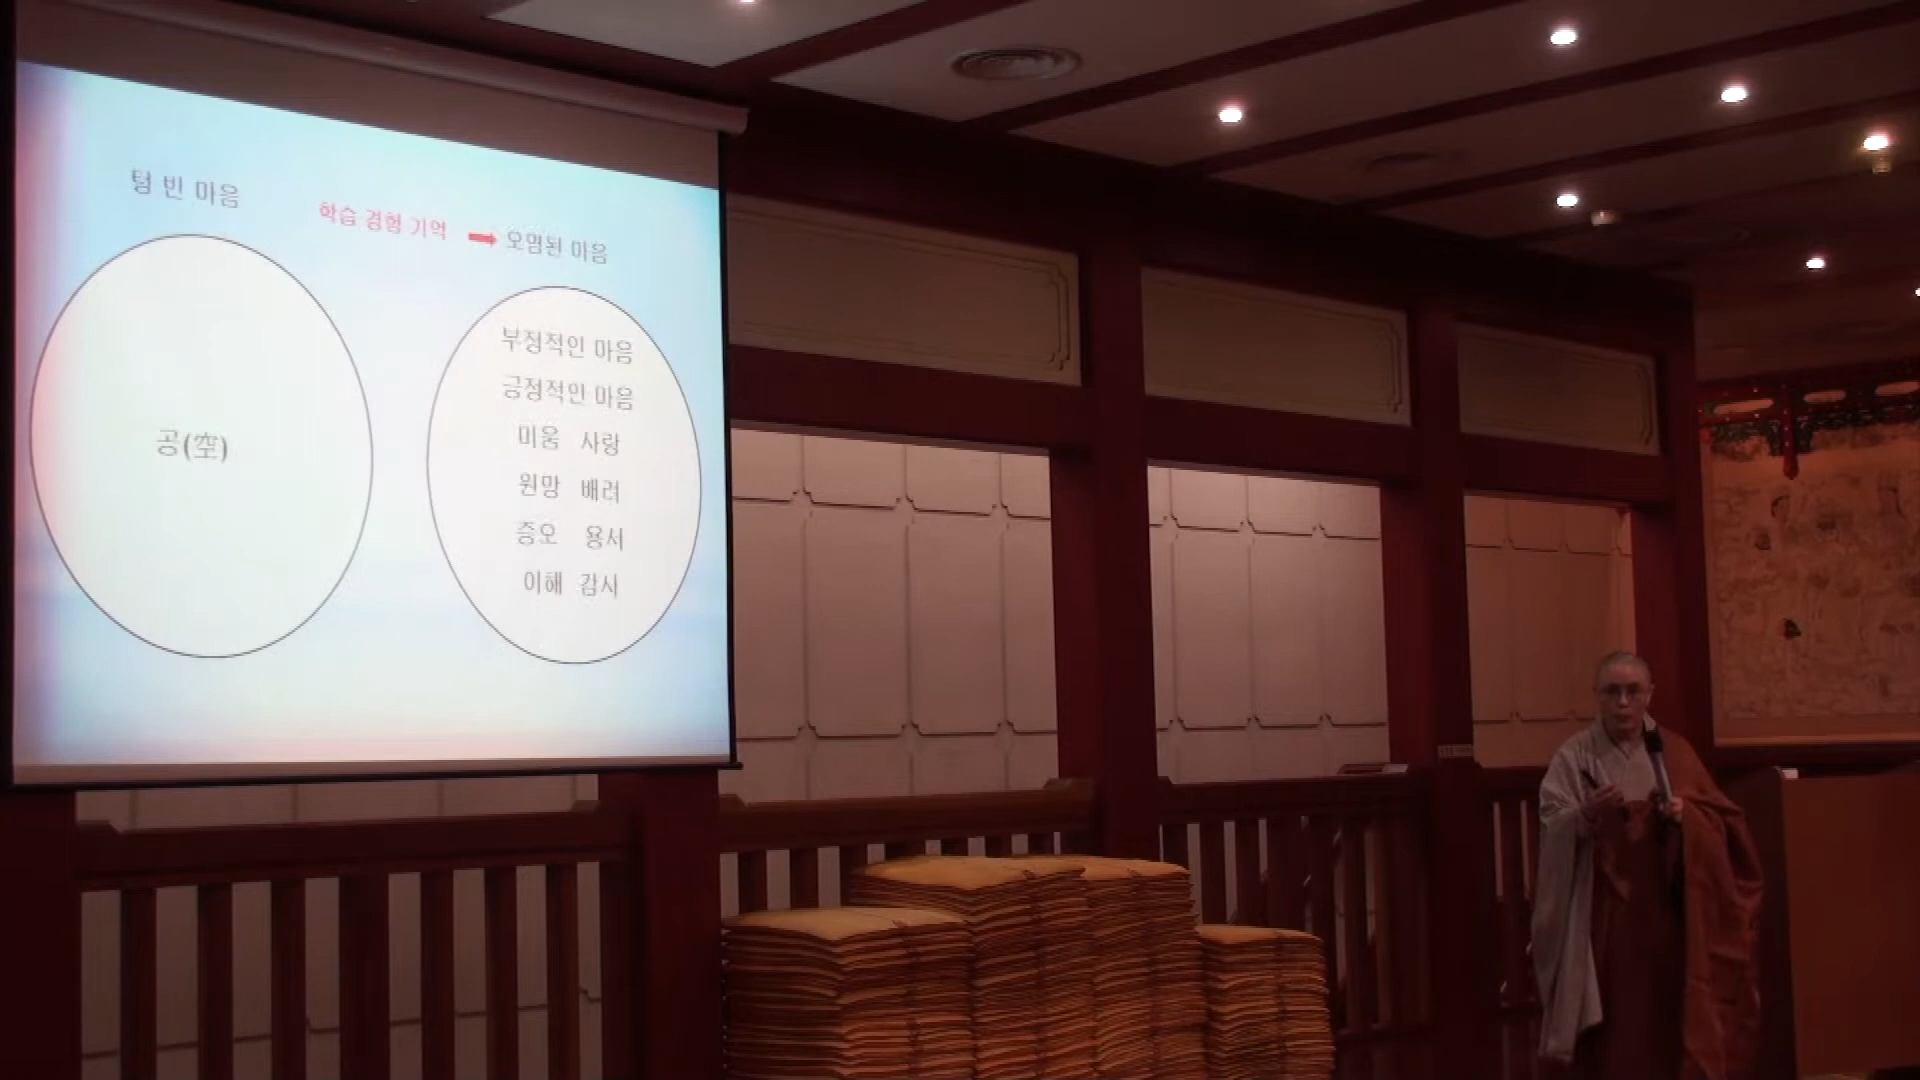 텅 빈 마음
학습 경험 기억 ➡ 오염된 마음
공(空)
부정적인 마음
긍정적인 마음
미움 사랑
원망 배려
증오 용서
이해 감사